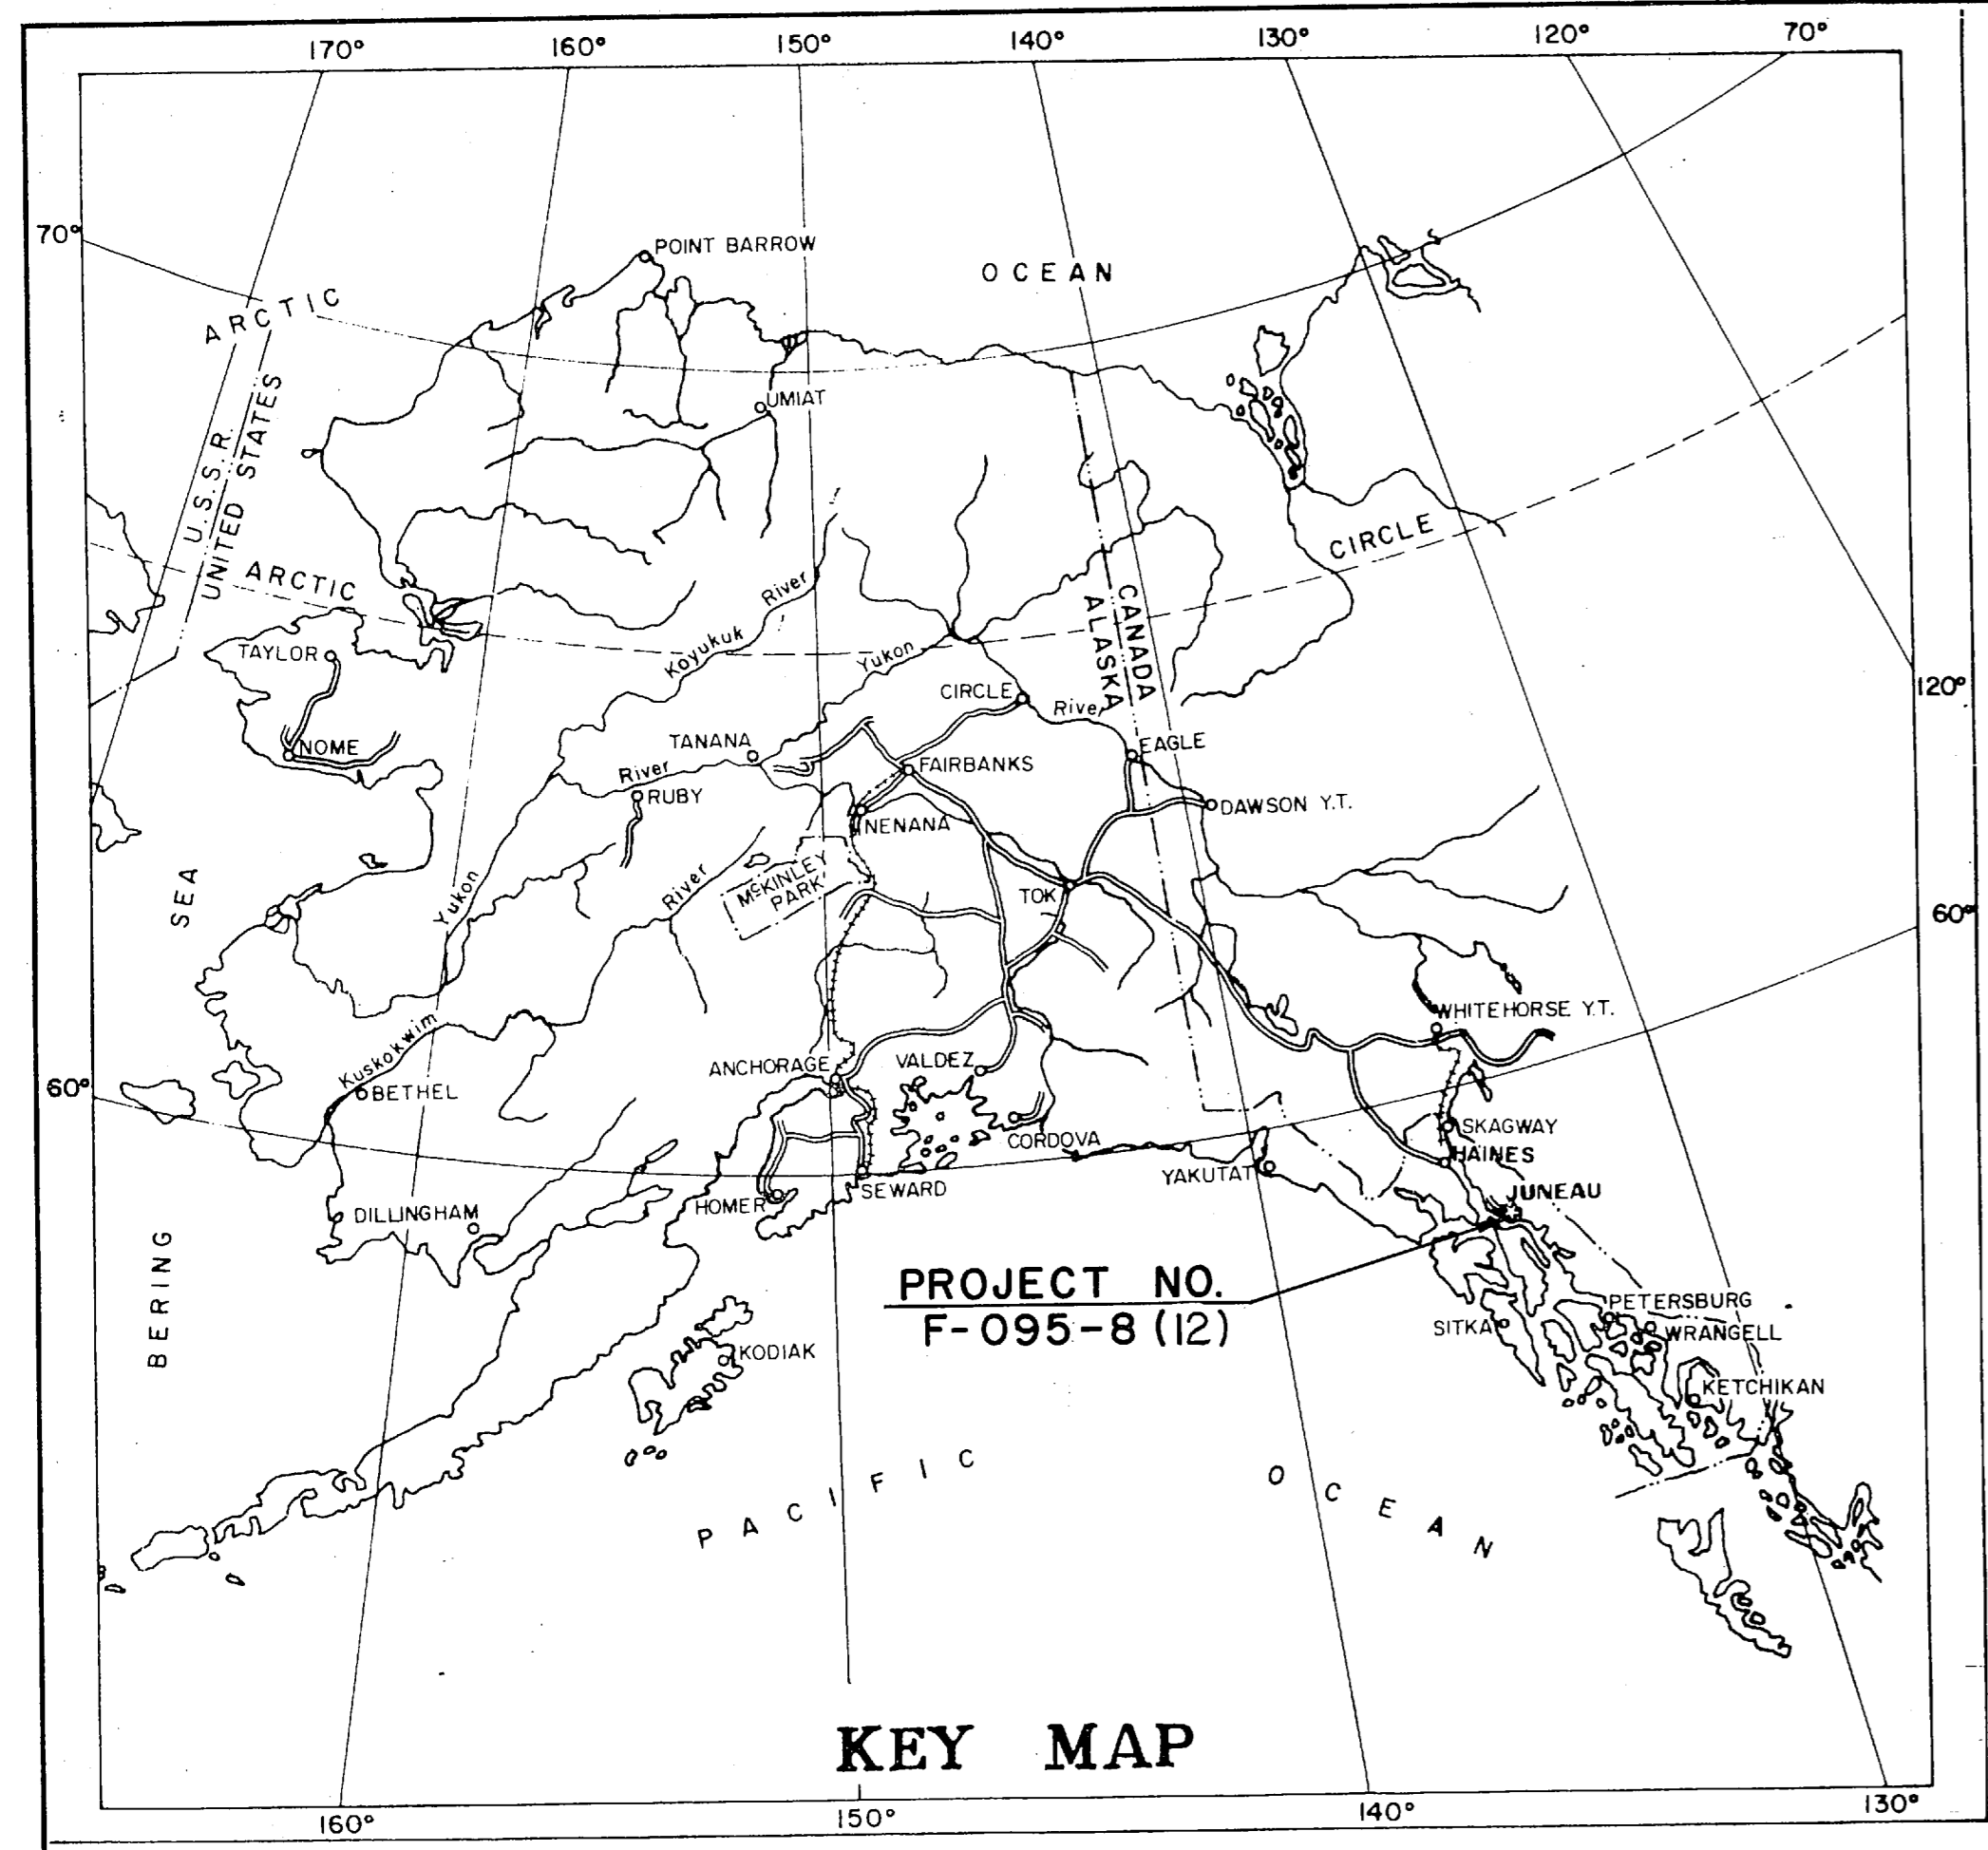 170° 160° 150° 140° 130° 120° 70°
70°
POINT BARROW
OCEAN
ARCTIC
UMIAT
U.S.S.R.
UNITED STATES
ARCTIC
CIRCLE
River
Koyukuk
CANADA
ALASKA
TAYLOR
Yukon
CIRCLE
River
120°
NOME
TANANA
EAGLE
FAIRBANKS
River
RUBY
DAWSON Y.T.
NENANA
McKINLEY
PARK
River
TOK
Yukon
SEA
60°
WHITEHORSE Y.T.
Kuskokwim
ANCHORAGE
VALDEZ
60°
BETHEL
CORDOVA
SKAGWAY
HAINES
YAKUTAT
SEWARD
JUNEAU
HOMER
DILLINGHAM
BERING
PROJECT NO.
F-095-8 (12)
PETERSBURG
SITKA
WRANGELL
KODIAK
KETCHIKAN
PACIFIC
OCEAN
KEY MAP
160° 150° 140° 130°